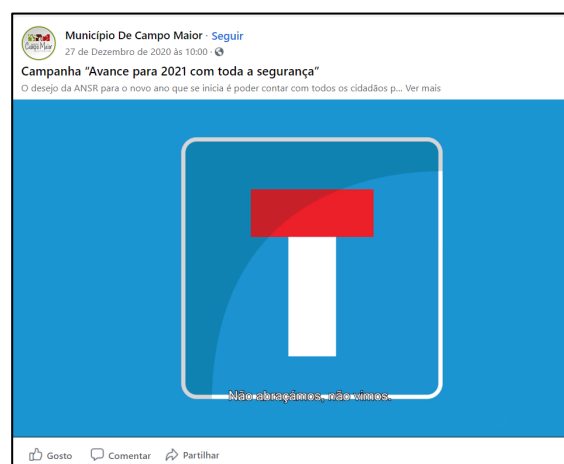 Município De Campo Maior · Seguir
27 de Dezembro de 2020 às 10:00 ·
Campanha “Avance para 2021 com toda a segurança”
O desejo da ANSR para o novo ano que se inicia é poder contar com todos os cidadãos p... Ver mais
Não abraçámos, não vimos.
Gosto Comentar Partilhar